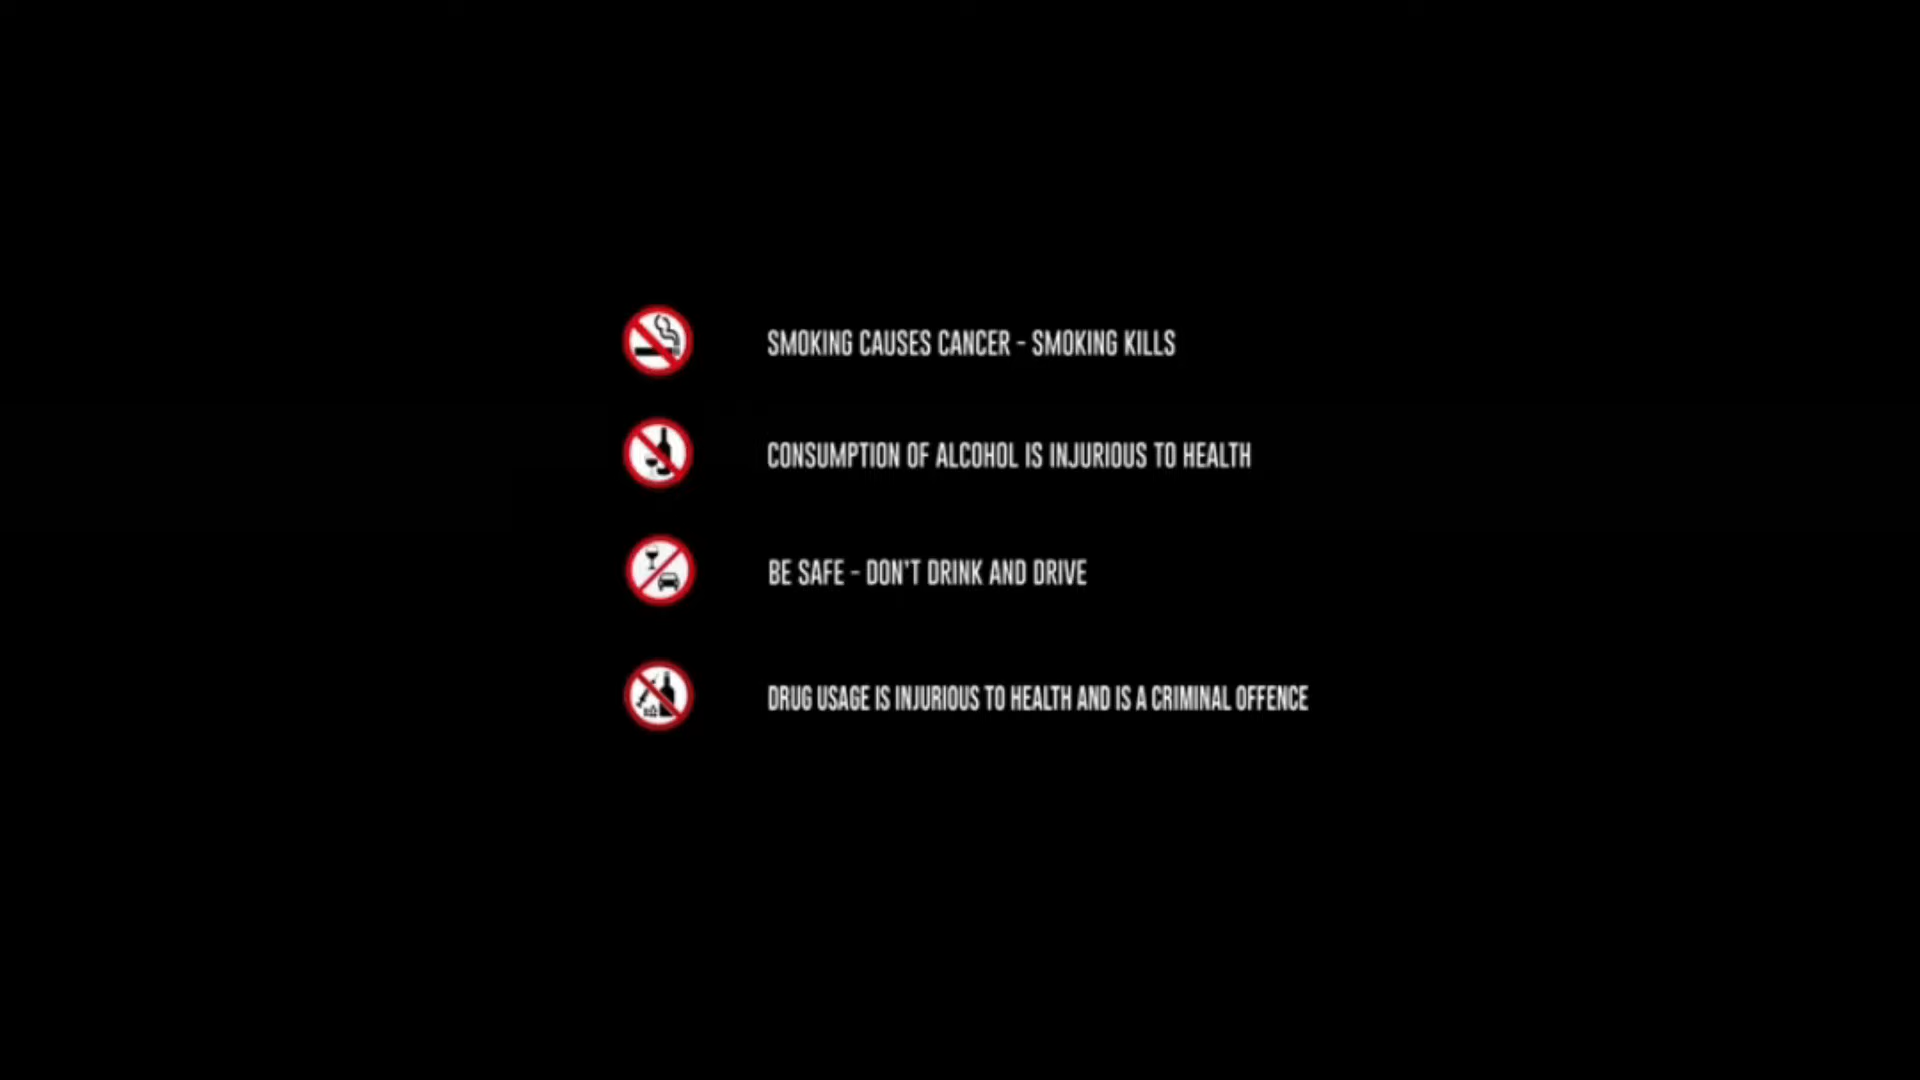 SMOKING CAUSES CANCER - SMOKING KILLS
CONSUMPTION OF ALCOHOL IS INJURIOUS TO HEALTH
BE SAFE - DON'T DRINK AND DRIVE
DRUG USAGE IS INJURIOUS TO HEALTH AND IS A CRIMINAL OFFENCE